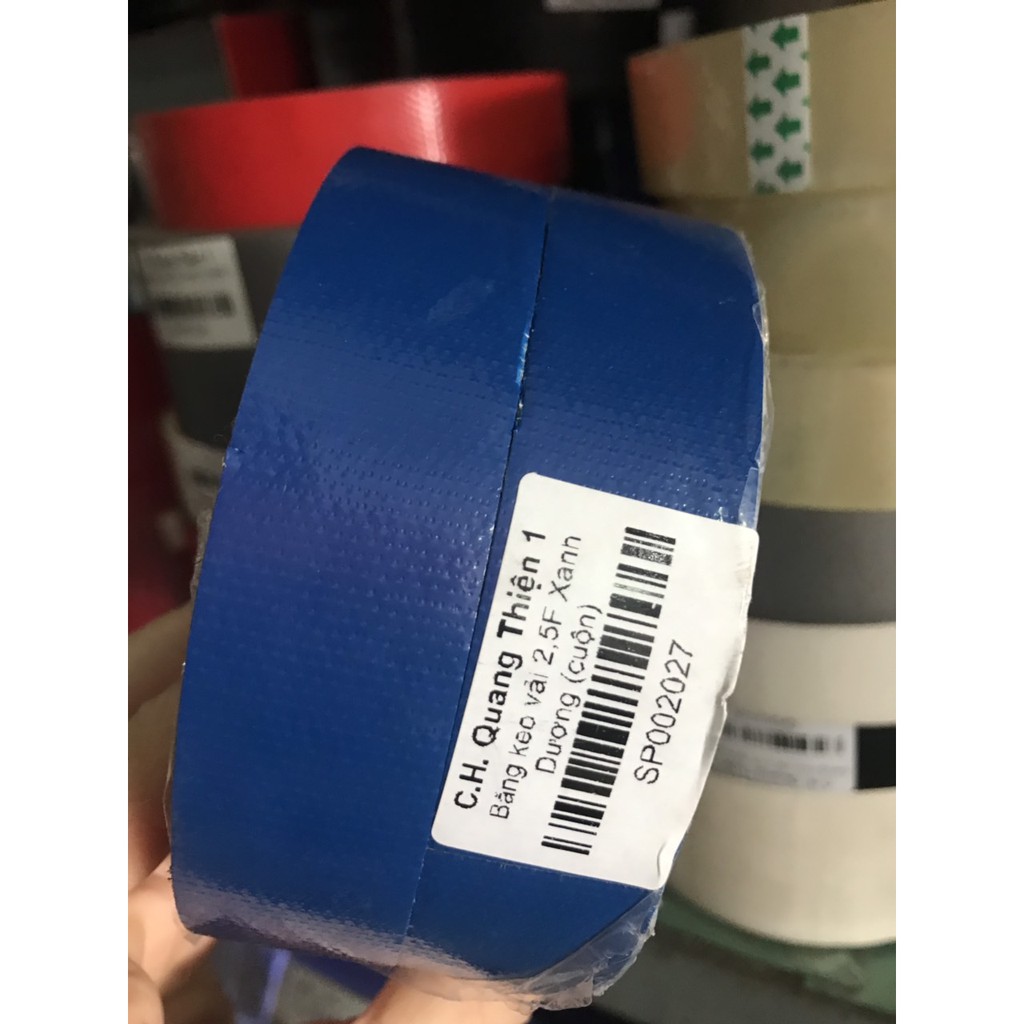 C.H. Quang Thiện 1
Băng keo vải 2,5F Xanh
Dương (cuộn)
SP002027